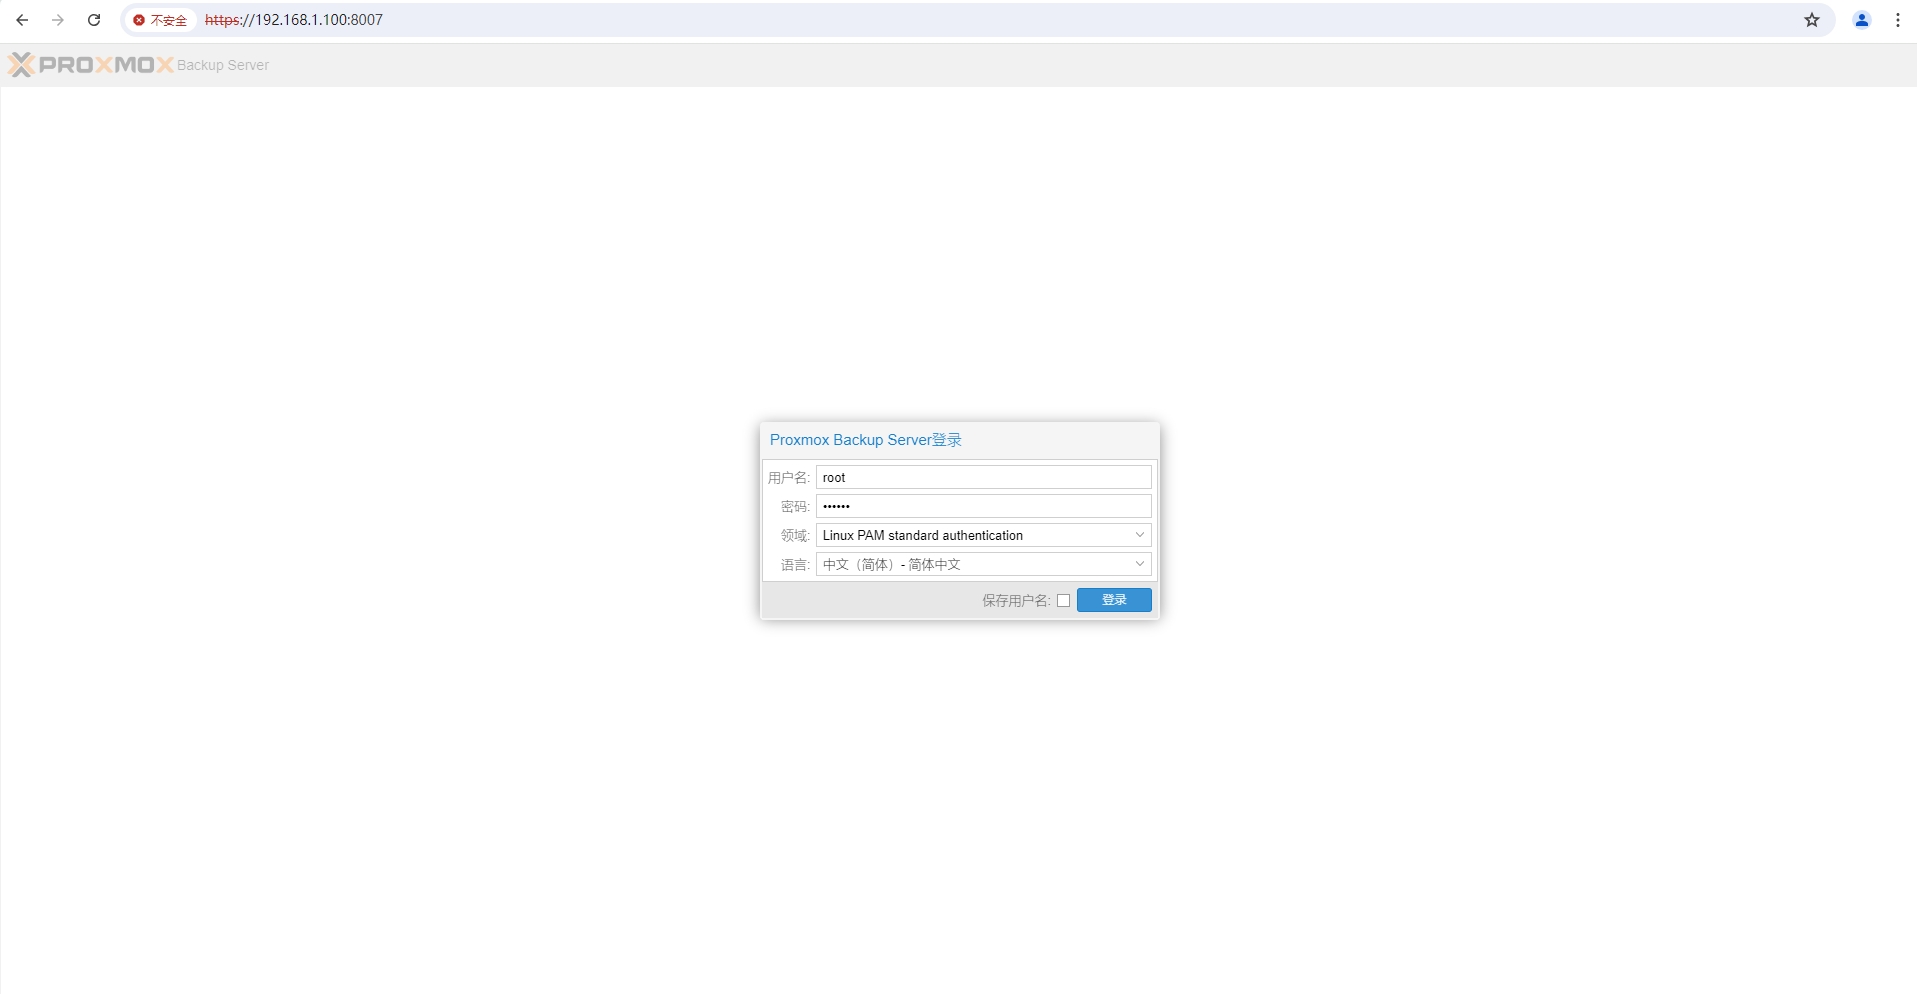 不安全 https://192.168.1.100:8007
PROXMOX Backup Server
Proxmox Backup Server登录
用户名: root
密码: ••••••
领域: Linux PAM standard authentication
语言: 中文（简体）- 简体中文
保存用户名: 登录